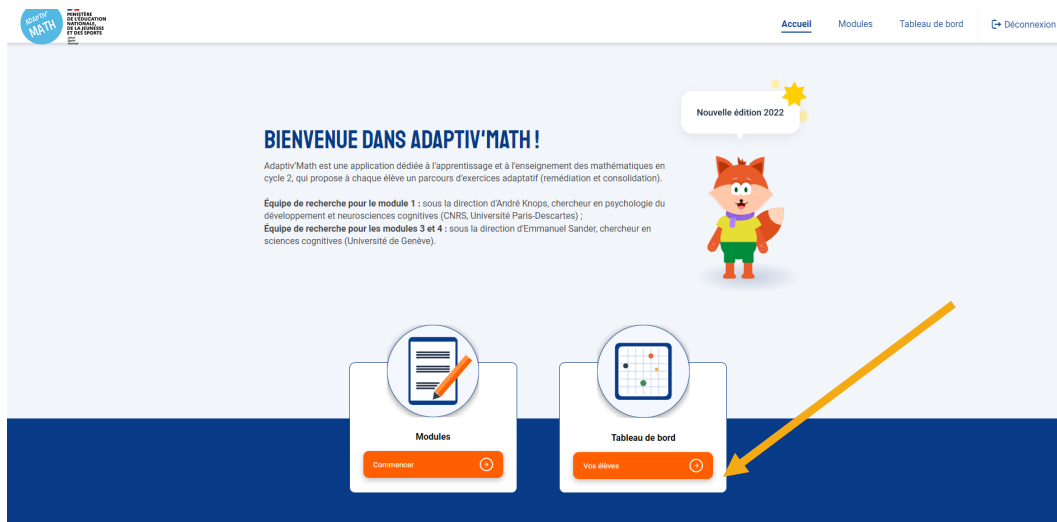 ADAPTIV
MATH
MINISTÈRE
DE L'ÉDUCATION
NATIONALE,
DE LA JEUNESSE
ET DES SPORTS
Accueil
Modules
Tableau de bord
Déconnexion
Nouvelle édition 2022
BIENVENUE DANS ADAPTIV'MATH !
Adaptiv'Math est une application dédiée à l'apprentissage et à l'enseignement des mathématiques en
cycle 2, qui propose à chaque élève un parcours d'exercices adaptatif (remédiation et consolidation).
Équipe de recherche pour le module 1 : sous la direction d'André Knops, chercheur en psychologie du
développement et neurosciences cognitives (CNRS, Université Paris-Descartes) ;
Équipe de recherche pour les modules 3 et 4 : sous la direction d'Emmanuel Sander, chercheur en
sciences cognitives (Université de Genève).
Modules
Commencer
Tableau de bord
Vos élèves